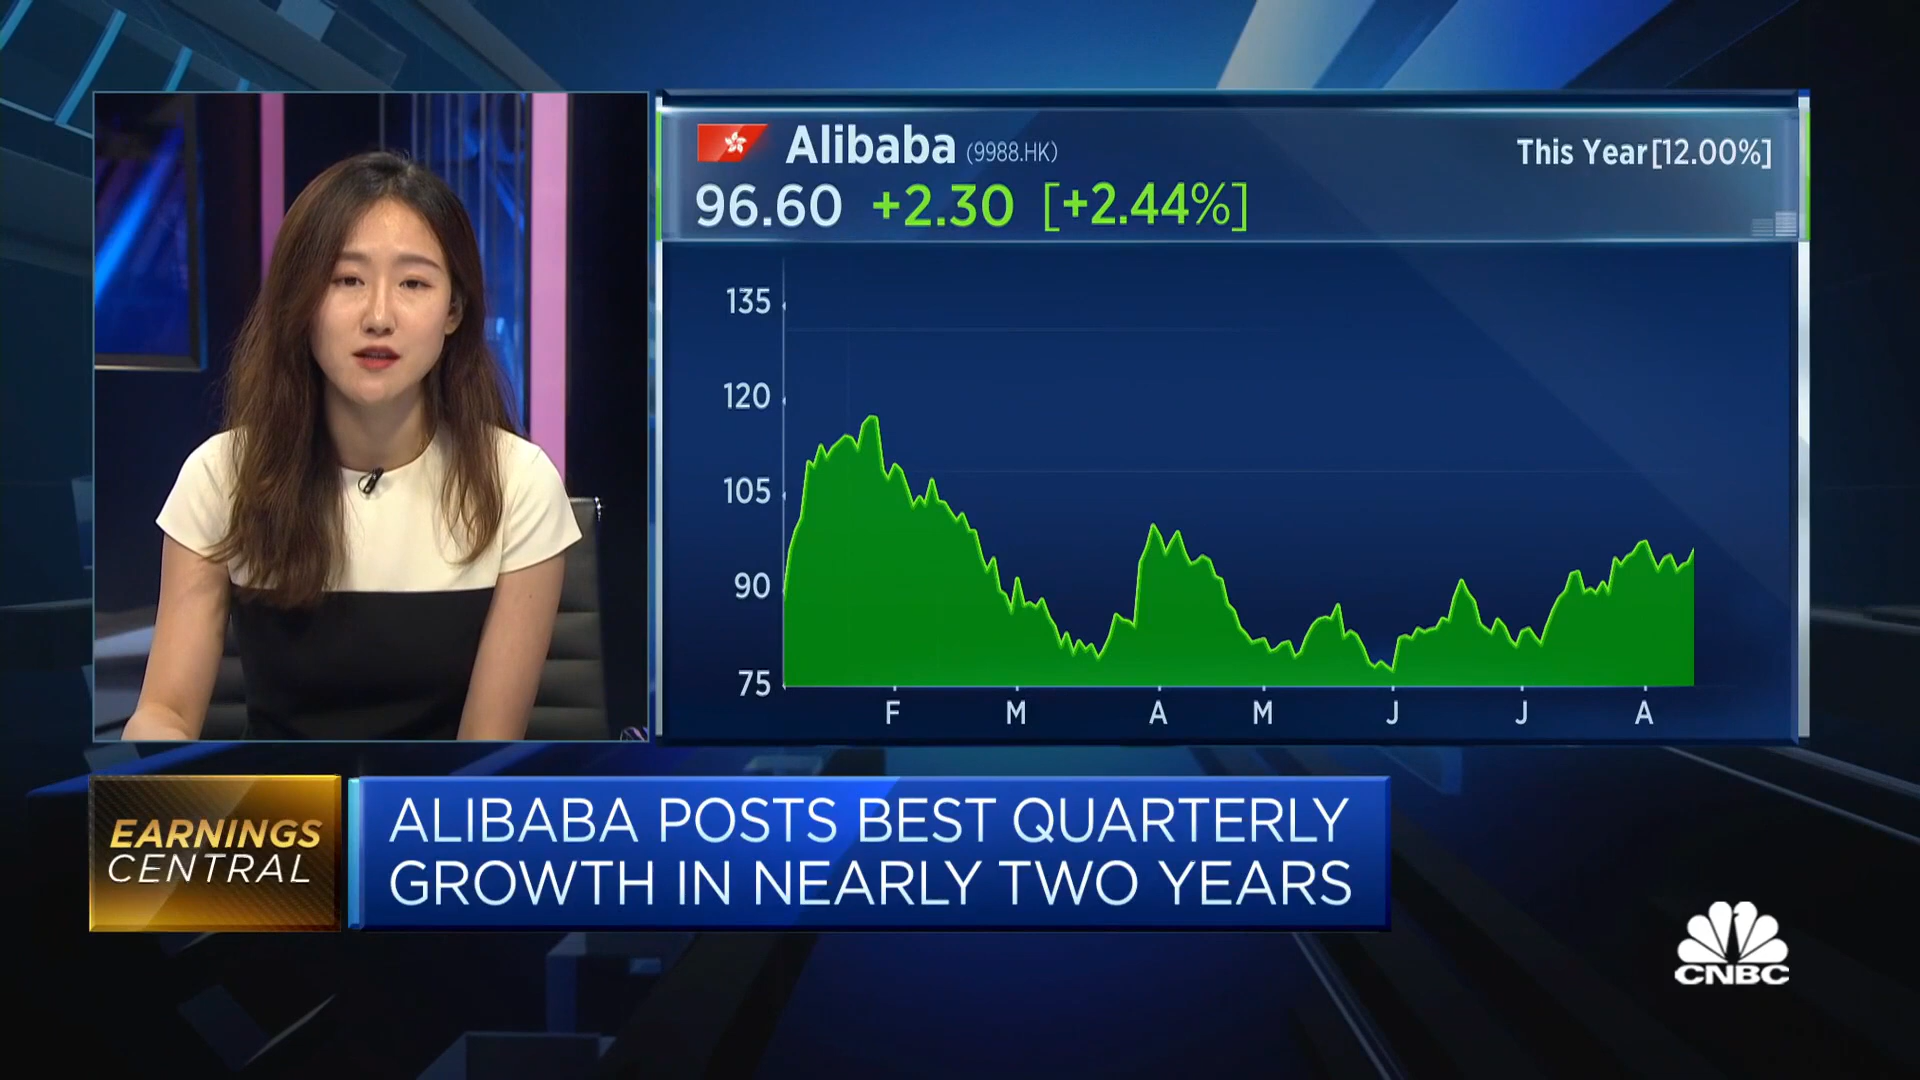 Alibaba (9988.HK)
This Year[12.00%]
96.60 +2.30 [+2.44%]
135
120
105
90
75
F M A M J J A
EARNINGS
CENTRAL
ALIBABA POSTS BEST QUARTERLY
GROWTH IN NEARLY TWO YEARS
CNBC